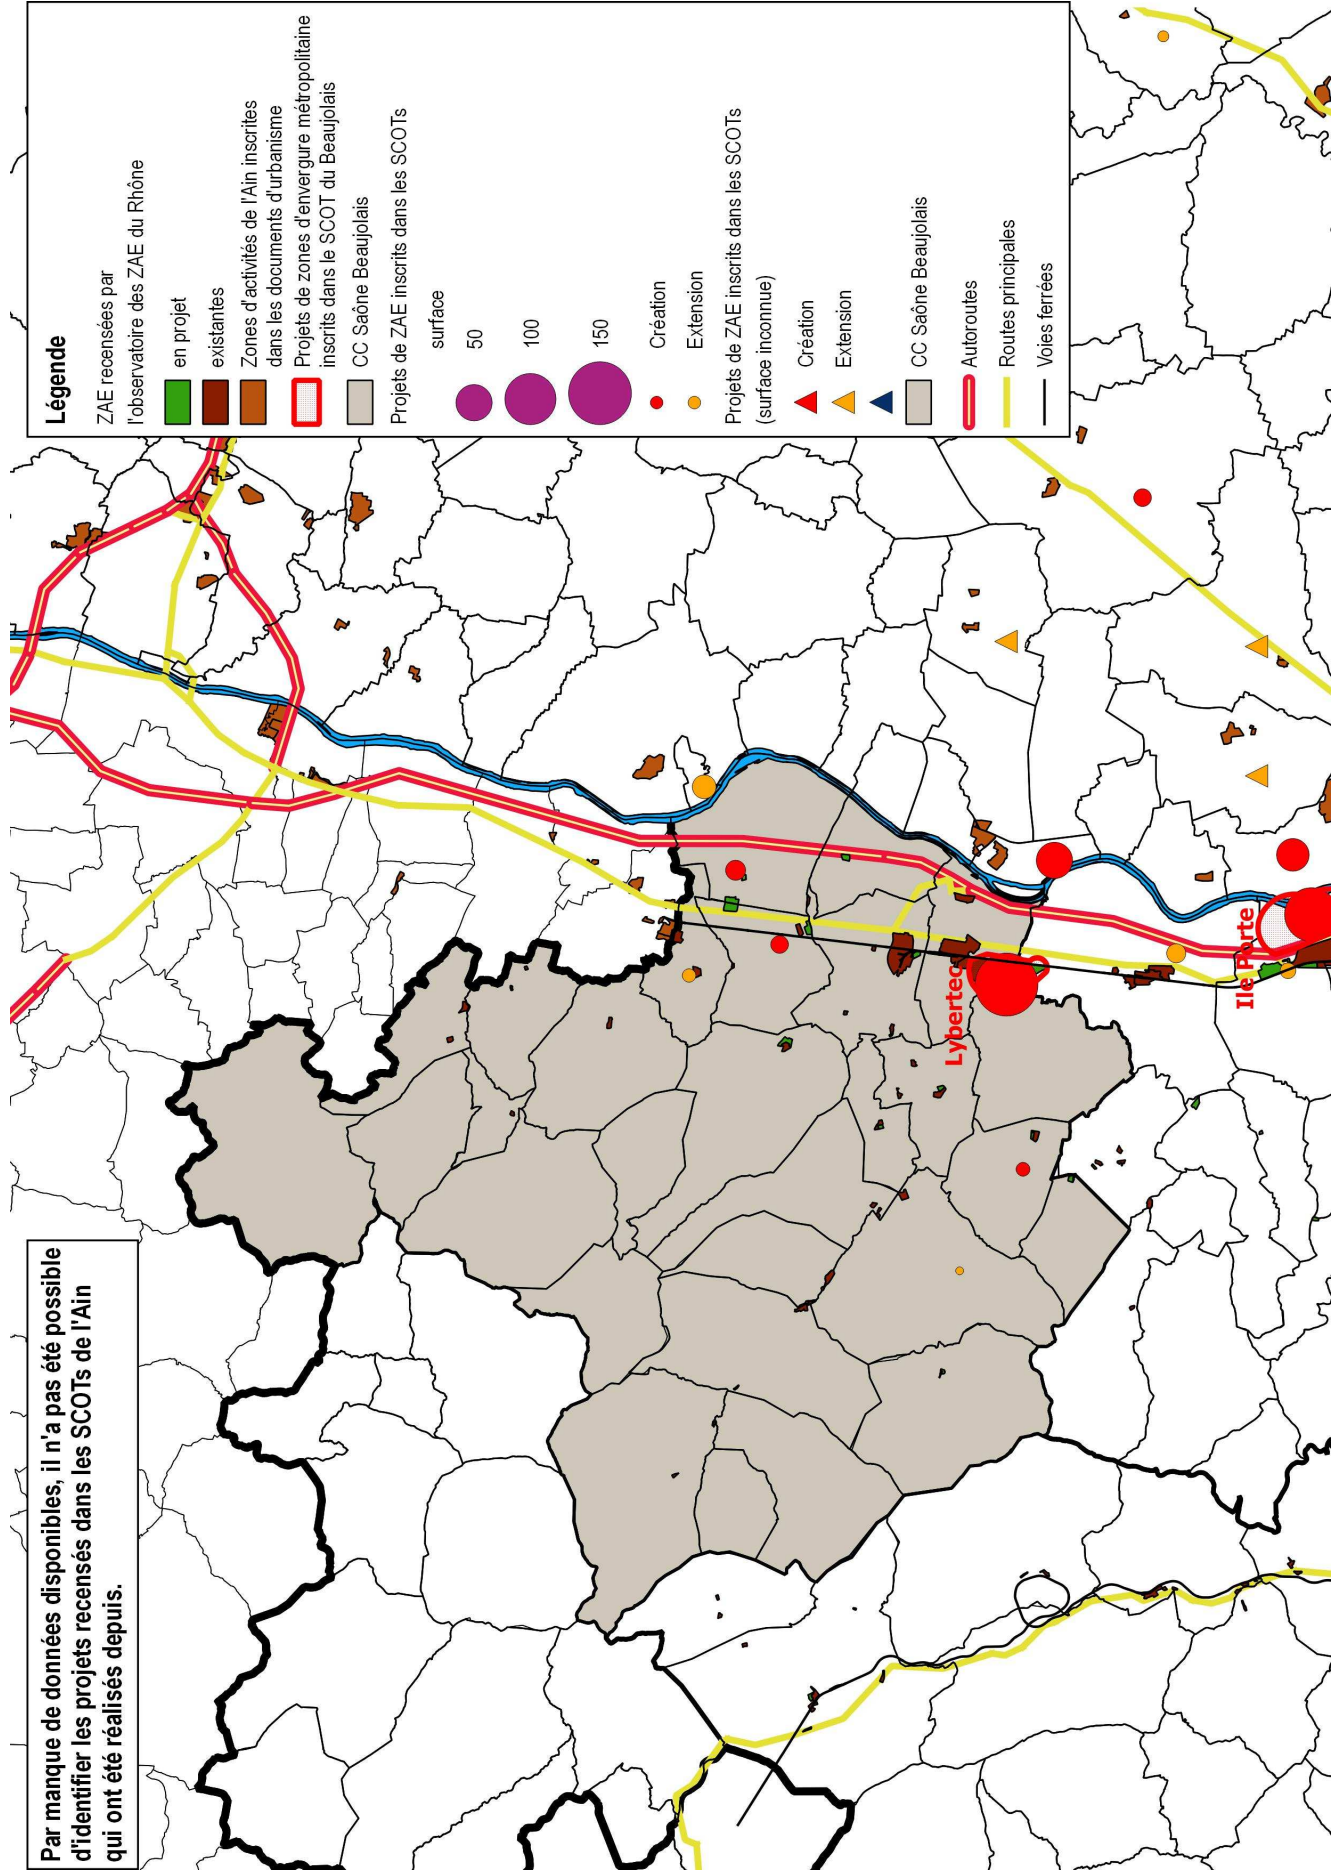 Par manque de données disponibles, il n'a pas été possible
d'identifier les projets recensés dans les SCOTs de l'Ain
qui ont été réalisés depuis.
Légende
ZAE recensées par
l'observatoire des ZAE du Rhône
en projet
existantes
Zones d'activités de l'Ain inscrites
dans les documents d'urbanisme
Projets de zones d'envergure métropolitaine
inscrits dans le SCOT du Beaujolais
CC Saône Beaujolais
Projets de ZAE inscrits dans les SCOTs
surface
50
100
150
Création
Extension
Projets de ZAE inscrits dans les SCOTs
(surface inconnue)
Création
Extension
CC Saône Beaujolais
Autoroutes
Routes principales
Voies ferrées
Lybertec
Ile Porte